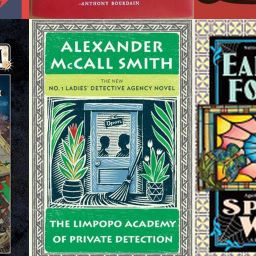 —ANTHONY BOURDAIN
ALEXANDER
McCALL SMITH
THE NEW
NO. 1 LADIES' DETECTIVE AGENCY NOVEL
Open
THE LIMPOPO ACADEMY
OF PRIVATE DETECTION